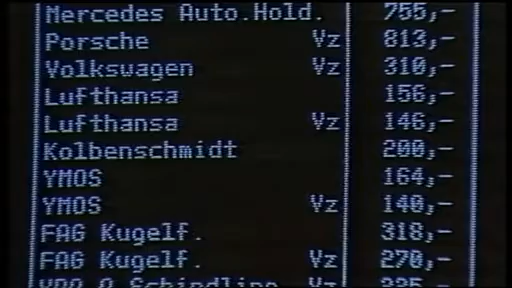 Mercedes Auto.Hold. 755,-
Porsche Vz 813,-
Volkswagen Vz 310,-
Lufthansa 156,-
Lufthansa Vz 146,-
Kolbenschmidt 200,-
YMOS 164,-
YMOS Vz 140,-
FAG Kugelf. 318,-
FAG Kugelf. Vz 270,-
Vz